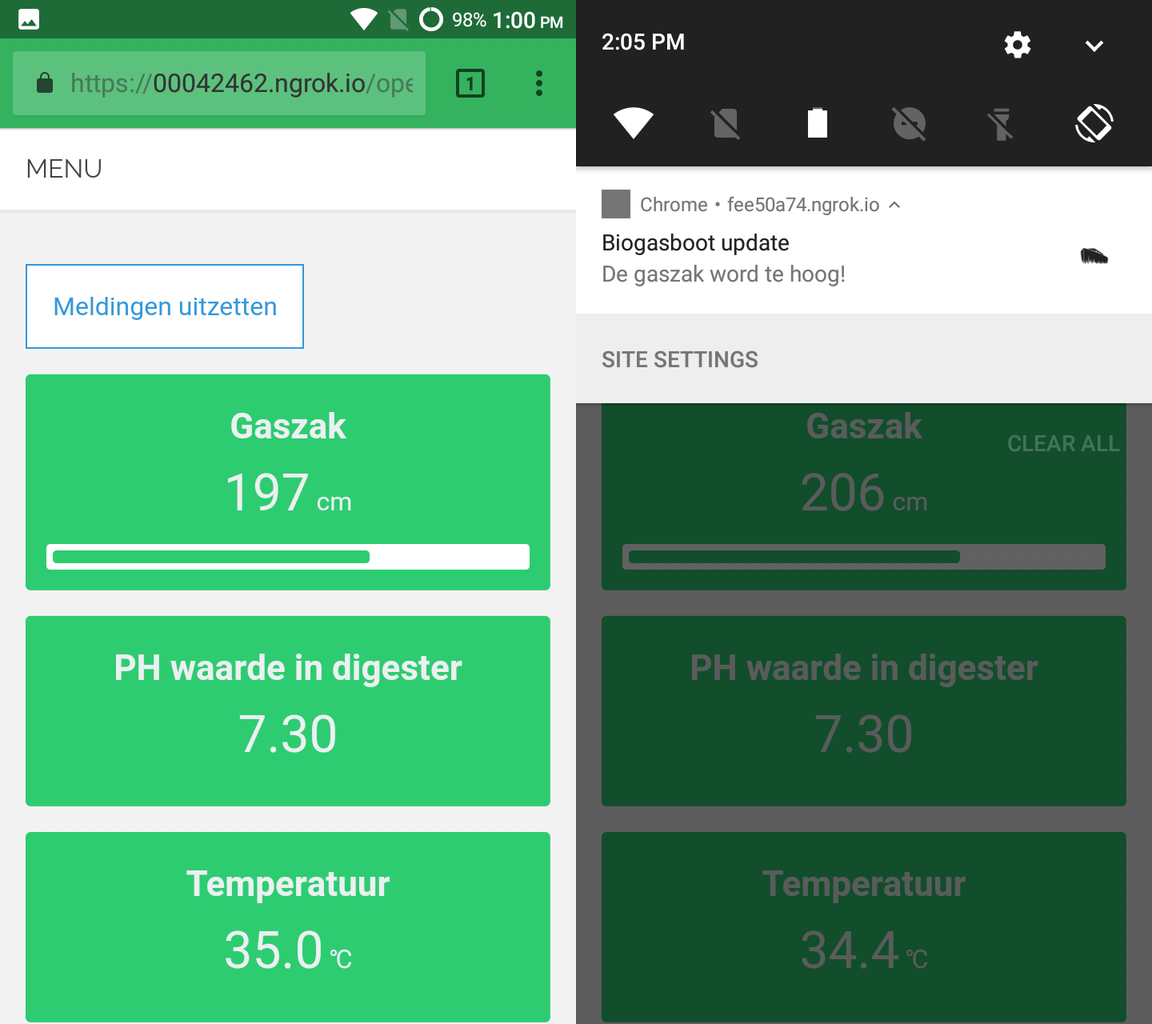 98% 1:00 PM
https://00042462.ngrok.io/ope
1
MENU
Meldingen uitzetten
Gaszak
197 cm
PH waarde in digester
7.30
Temperatuur
35.0 °C
2:05 PM
Chrome • fee50a74.ngrok.io
Biogasboot update
De gaszak word te hoog!
SITE SETTINGS
CLEAR ALL
Gaszak
206 cm
PH waarde in digester
7.30
Temperatuur
34.4 °C